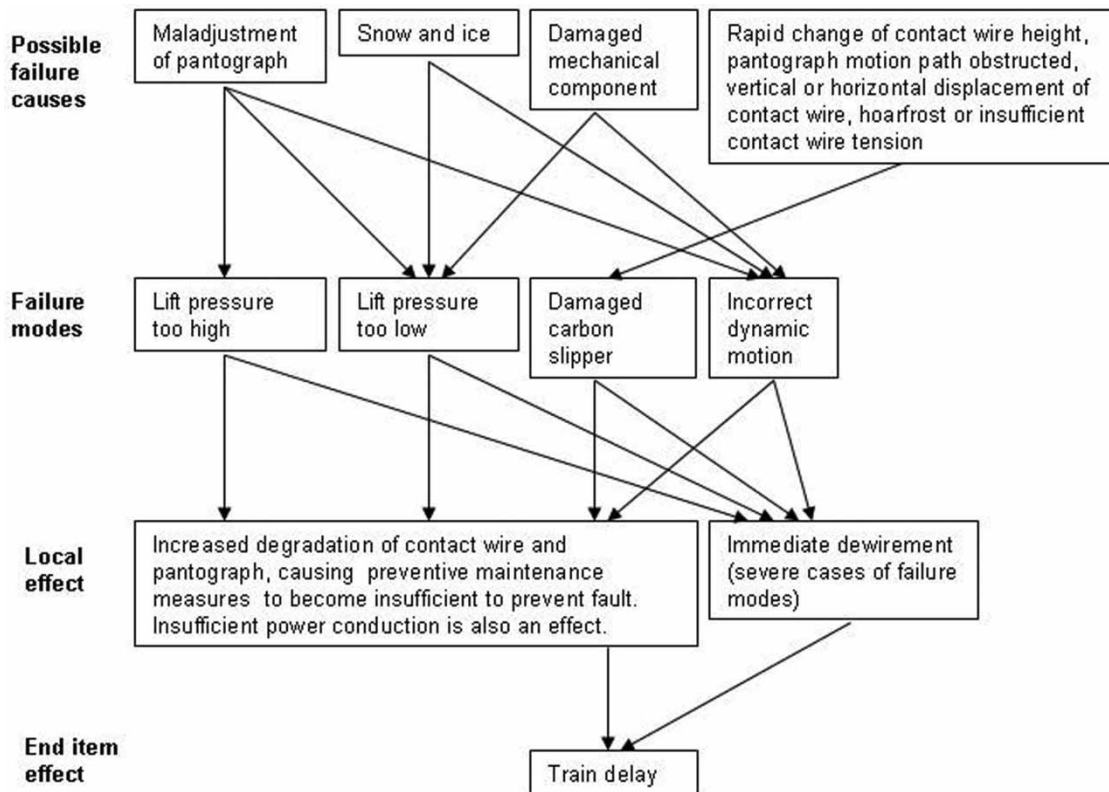 Possible
failure
causes
Maladjustment
of pantograph
Snow and ice
Damaged
mechanical
component
Rapid change of contact wire height,
pantograph motion path obstructed,
vertical or horizontal displacement of
contact wire, hoarfrost or insufficient
contact wire tension
Failure
modes
Lift pressure
too high
Lift pressure
too low
Damaged
carbon
slipper
Incorrect
dynamic
motion
Local
effect
Increased degradation of contact wire and
pantograph, causing preventive maintenance
measures to become insufficient to prevent fault.
Insufficient power conduction is also an effect.
Immediate dewirement
(severe cases of failure
modes)
End item
effect
Train delay